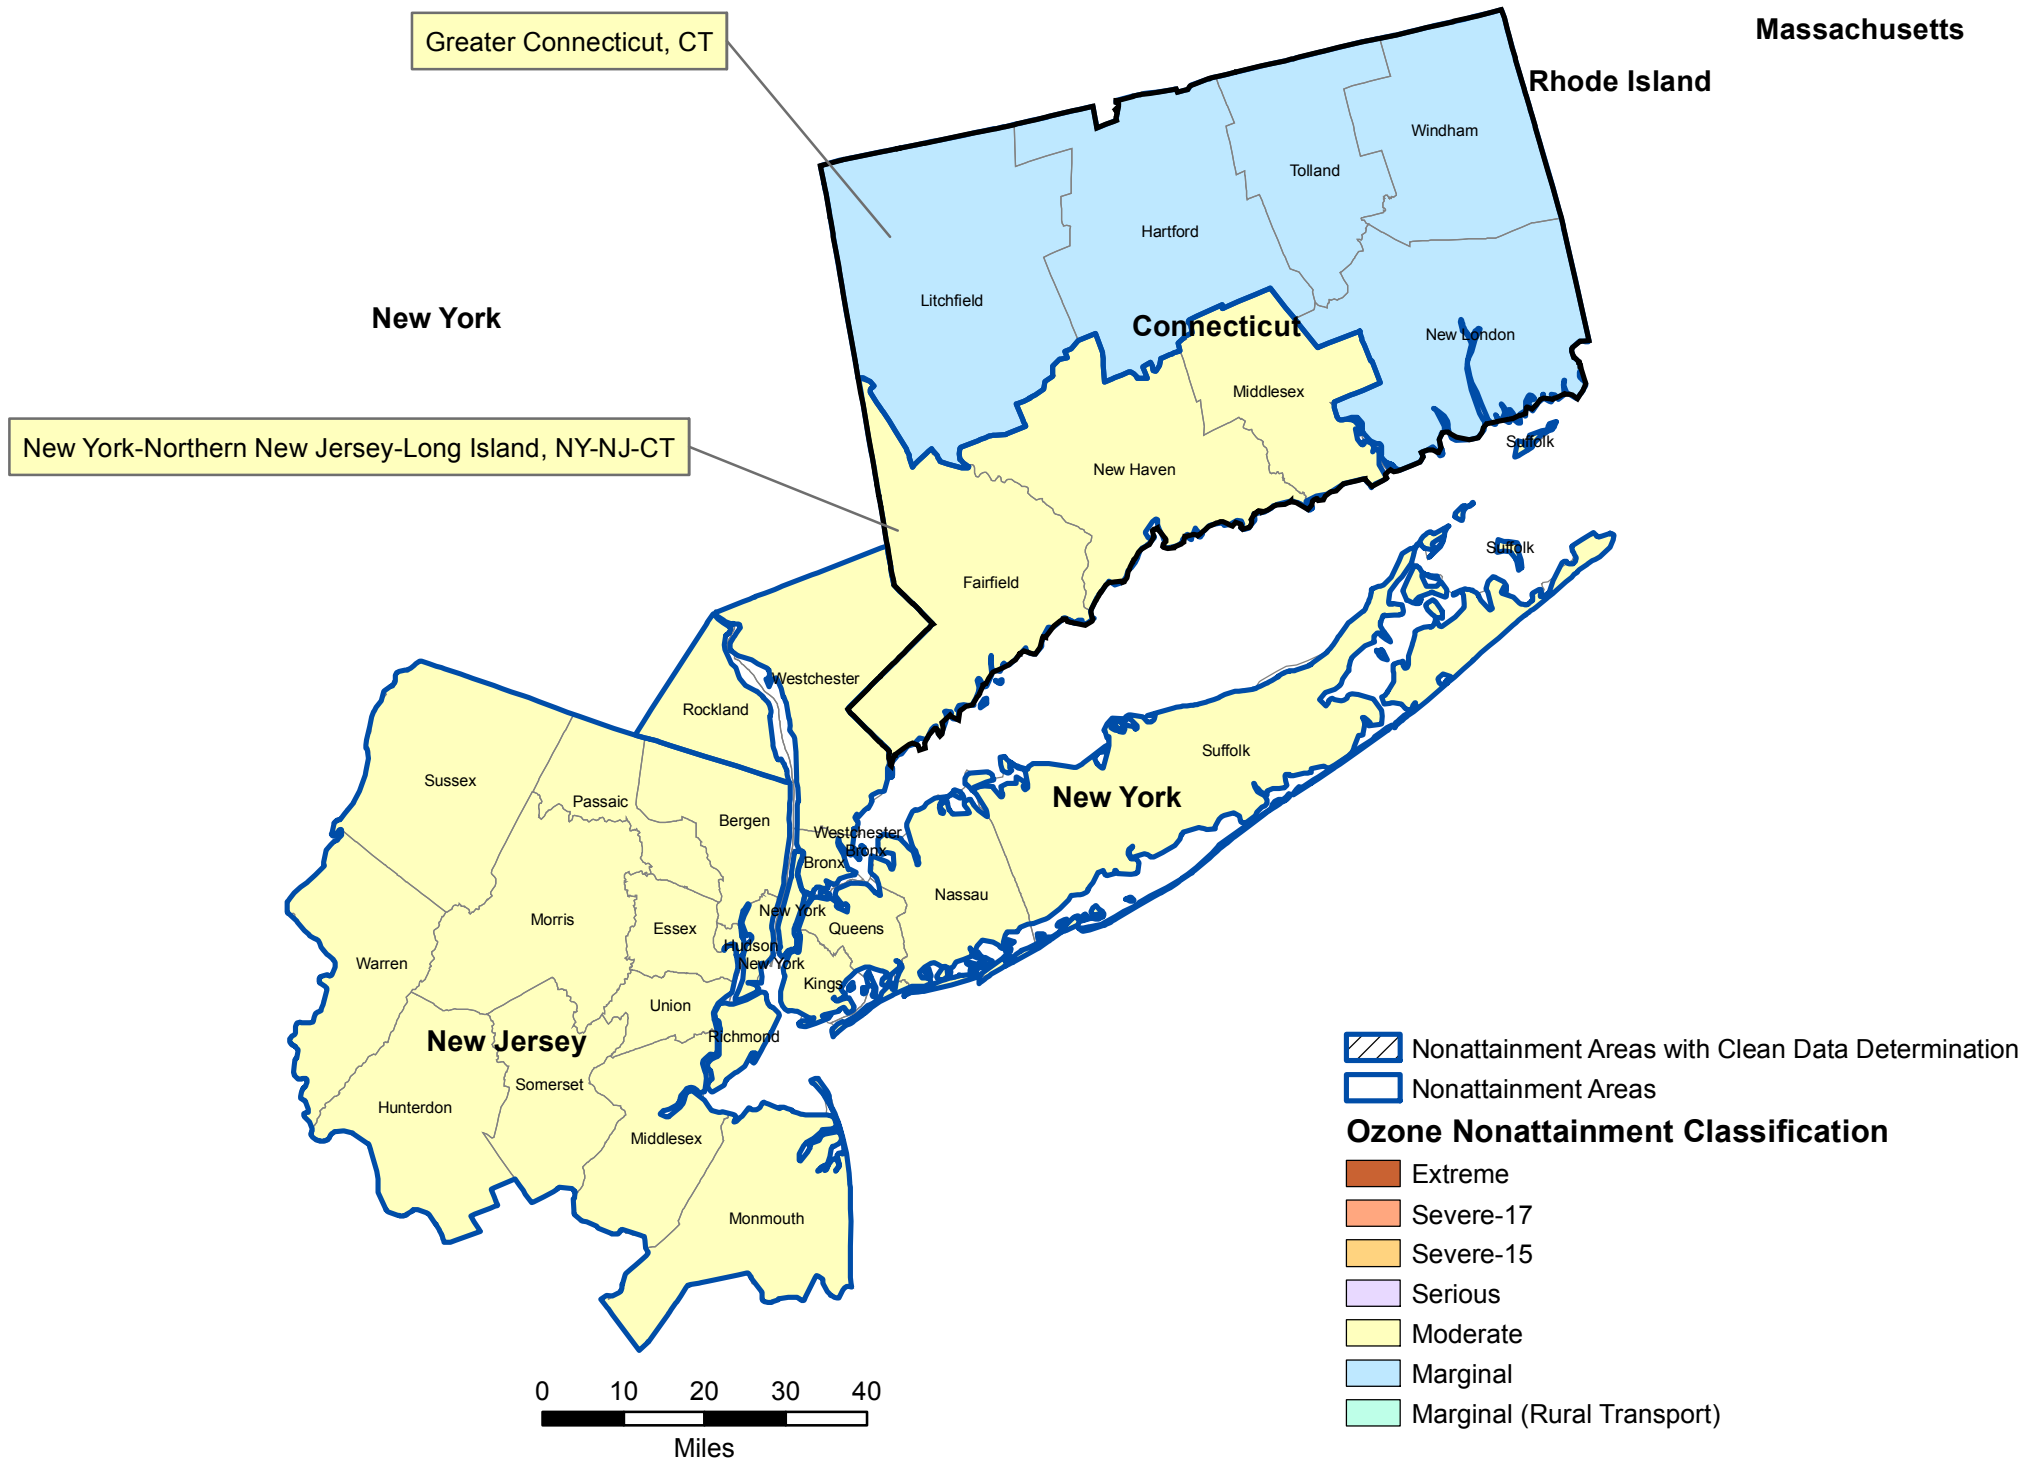 Greater Connecticut, CT
Massachusetts
Rhode Island
Windham
Tolland
Hartford
Litchfield
New York
Connecticut
New London
Middlesex
Suffolk
New York-Northern New Jersey-Long Island, NY-NJ-CT
New Haven
Suffolk
Fairfield
Westchester
Rockland
Suffolk
Sussex
New York
Passaic
Bergen
Westchester
Bronx
Bronx
Nassau
New York
Morris
Essex
Queens
Hudson
New York
Warren
Kings
Union
Richmond
New Jersey
Somerset
Hunterdon
Middlesex
Monmouth
Nonattainment Areas with Clean Data Determination
Nonattainment Areas
Ozone Nonattainment Classification
Extreme
Severe-17
Severe-15
Serious
Moderate
Marginal
Marginal (Rural Transport)
0 10 20 30 40
Miles